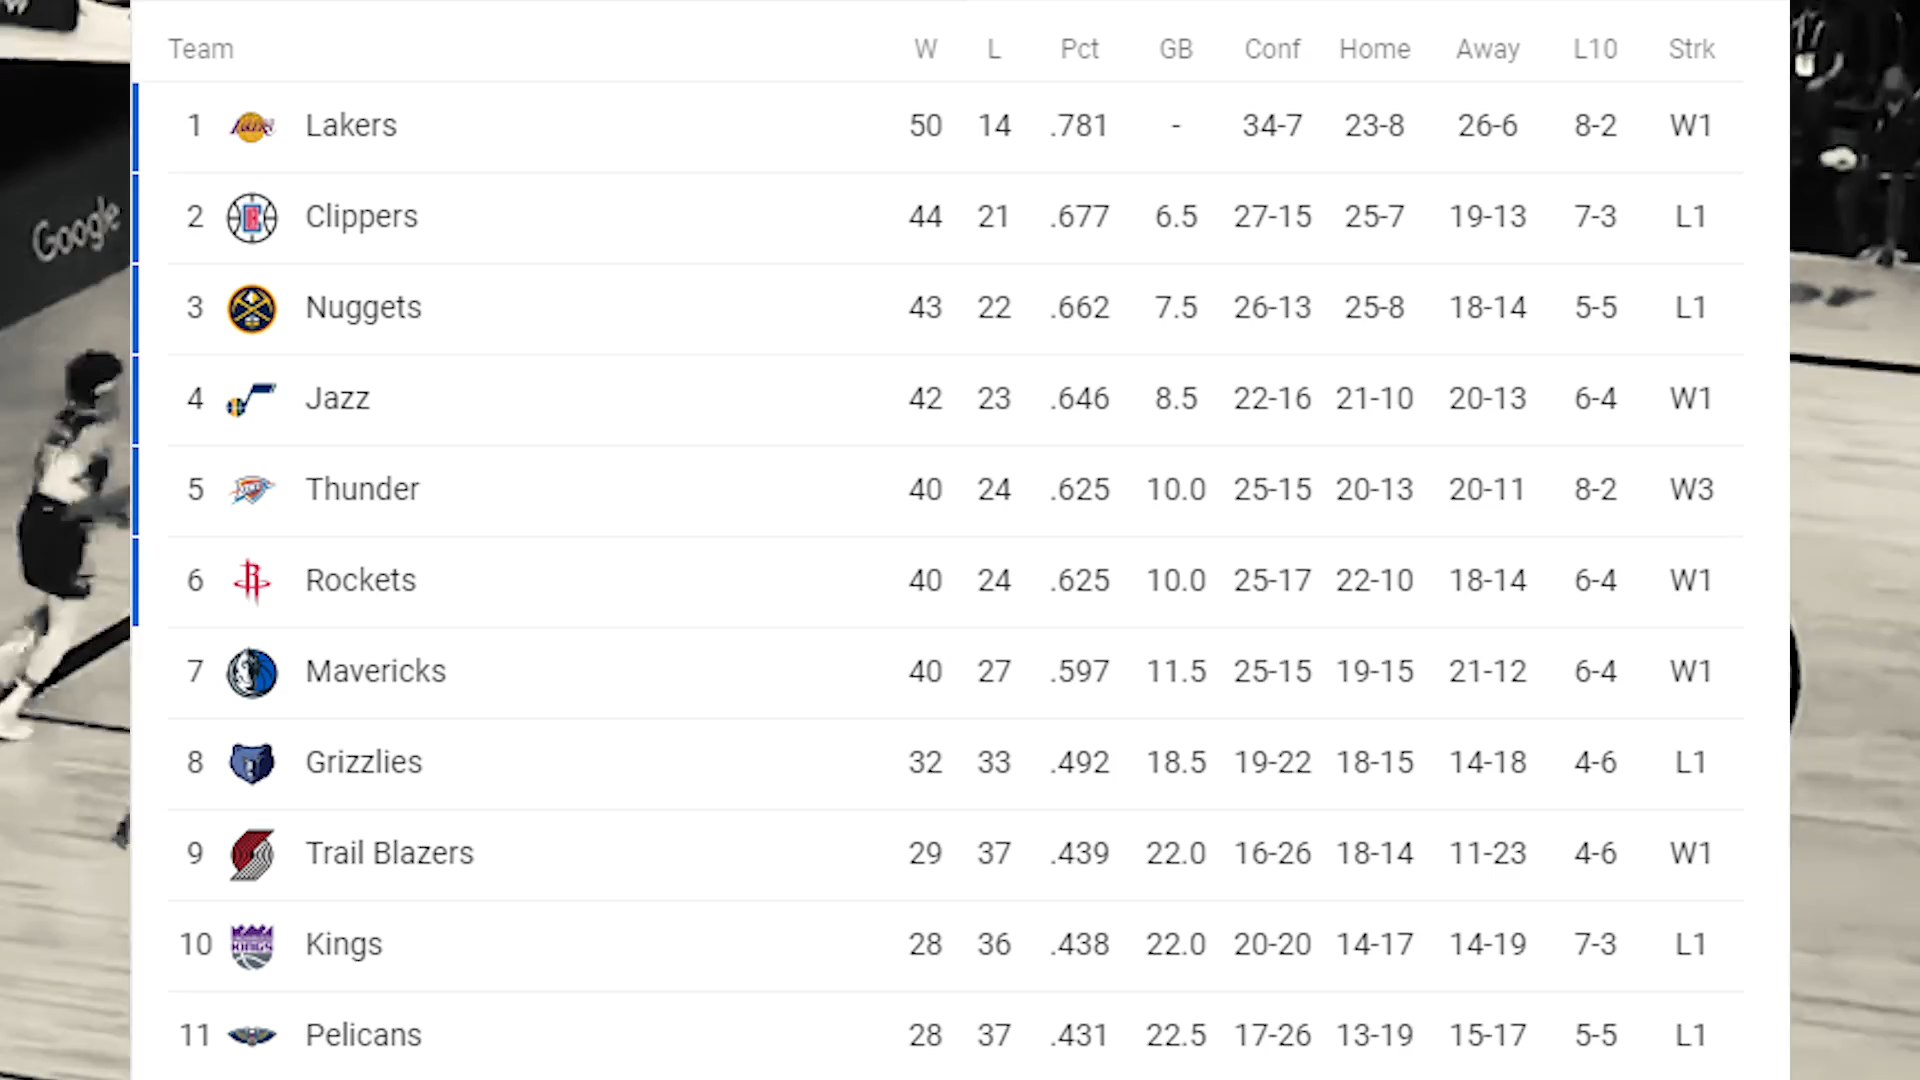 Team W L Pct GB Conf Home Away L10 Strk
1 Lakers 50 14 .781 - 34-7 23-8 26-6 8-2 W1
2 Clippers 44 21 .677 6.5 27-15 25-7 19-13 7-3 L1
Google
3 Nuggets 43 22 .662 7.5 26-13 25-8 18-14 5-5 L1
4 Jazz 42 23 .646 8.5 22-16 21-10 20-13 6-4 W1
5 Thunder 40 24 .625 10.0 25-15 20-13 20-11 8-2 W3
6 Rockets 40 24 .625 10.0 25-17 22-10 18-14 6-4 W1
7 Mavericks 40 27 .597 11.5 25-15 19-15 21-12 6-4 W1
8 Grizzlies 32 33 .492 18.5 19-22 18-15 14-18 4-6 L1
9 Trail Blazers 29 37 .439 22.0 16-26 18-14 11-23 4-6 W1
10 KINGS Kings 28 36 .438 22.0 20-20 14-17 14-19 7-3 L1
11 Pelicans 28 37 .431 22.5 17-26 13-19 15-17 5-5 L1